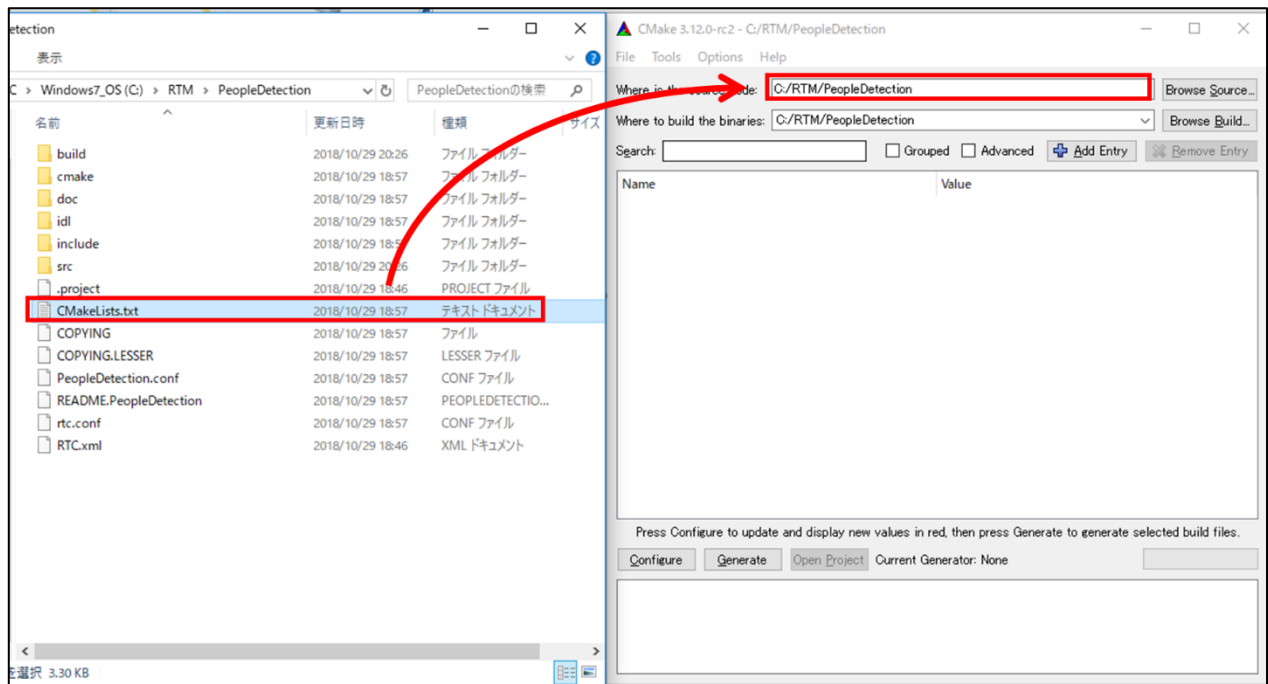 etection
表示
C > Windows7_OS (C:) > RTM > PeopleDetection
PeopleDetectionの検索
名前 更新日時 種類 サイズ
build 2018/10/29 20:26 ファイル フォルダー
cmake 2018/10/29 18:57 ファイル フォルダー
doc 2018/10/29 18:57 ファイル フォルダー
idl 2018/10/29 18:57 ファイル フォルダー
include 2018/10/29 18:5 ファイル フォルダー
src 2018/10/29 20:26 ファイル フォルダー
.project 2018/10/29 18:46 PROJECT ファイル
CMakeLists.txt 2018/10/29 18:57 テキスト ドキュメント
COPYING 2018/10/29 18:57 ファイル
COPYING.LESSER 2018/10/29 18:57 LESSER ファイル
PeopleDetection.conf 2018/10/29 18:57 CONF ファイル
README.PeopleDetection 2018/10/29 18:57 PEOPLEDETECTIO...
rtc.conf 2018/10/29 18:57 CONF ファイル
RTC.xml 2018/10/29 18:46 XML ドキュメント
を選択 3.30 KB
CMake 3.12.0-rc2 - C:/RTM/PeopleDetection
File Tools Options Help
Where is the source code: C:/RTM/PeopleDetection Browse Source...
Where to build the binaries: C:/RTM/PeopleDetection Browse Build...
Search: Grouped Advanced Add Entry Remove Entry
Name Value
Press Configure to update and display new values in red, then press Generate to generate selected build files.
Configure Generate Open Project Current Generator: None